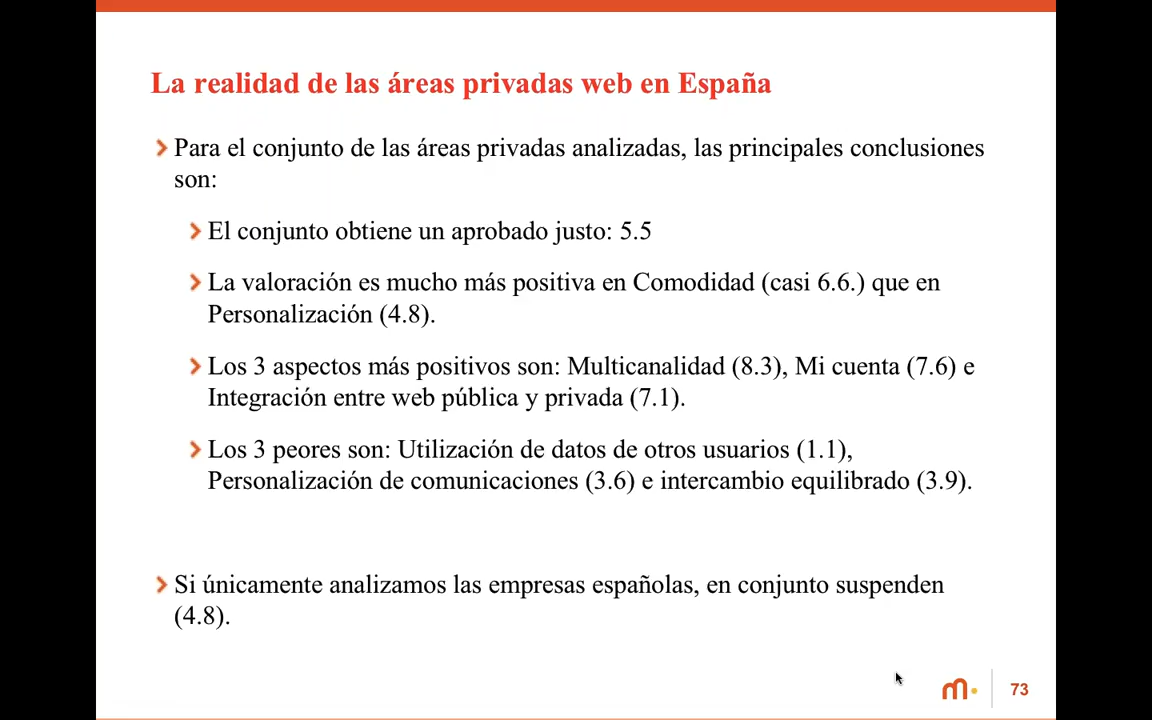 La realidad de las áreas privadas web en España
Para el conjunto de las áreas privadas analizadas, las principales conclusiones
son:
El conjunto obtiene un aprobado justo: 5.5
La valoración es mucho más positiva en Comodidad (casi 6.6.) que en
Personalización (4.8).
Los 3 aspectos más positivos son: Multicanalidad (8.3), Mi cuenta (7.6) e
Integración entre web pública y privada (7.1).
Los 3 peores son: Utilización de datos de otros usuarios (1.1),
Personalización de comunicaciones (3.6) e intercambio equilibrado (3.9).
Si únicamente analizamos las empresas españolas, en conjunto suspenden
(4.8).
m.
73